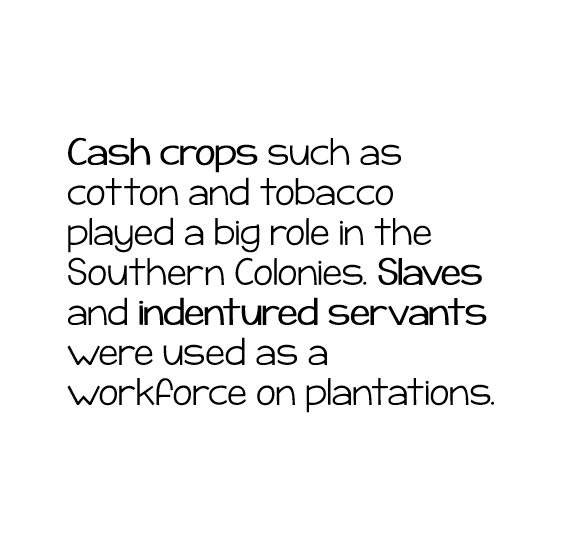 Cash crops such as
cotton and tobacco
played a big role in the
Southern Colonies. Slaves
and indentured servants
were used as a
workforce on plantations.